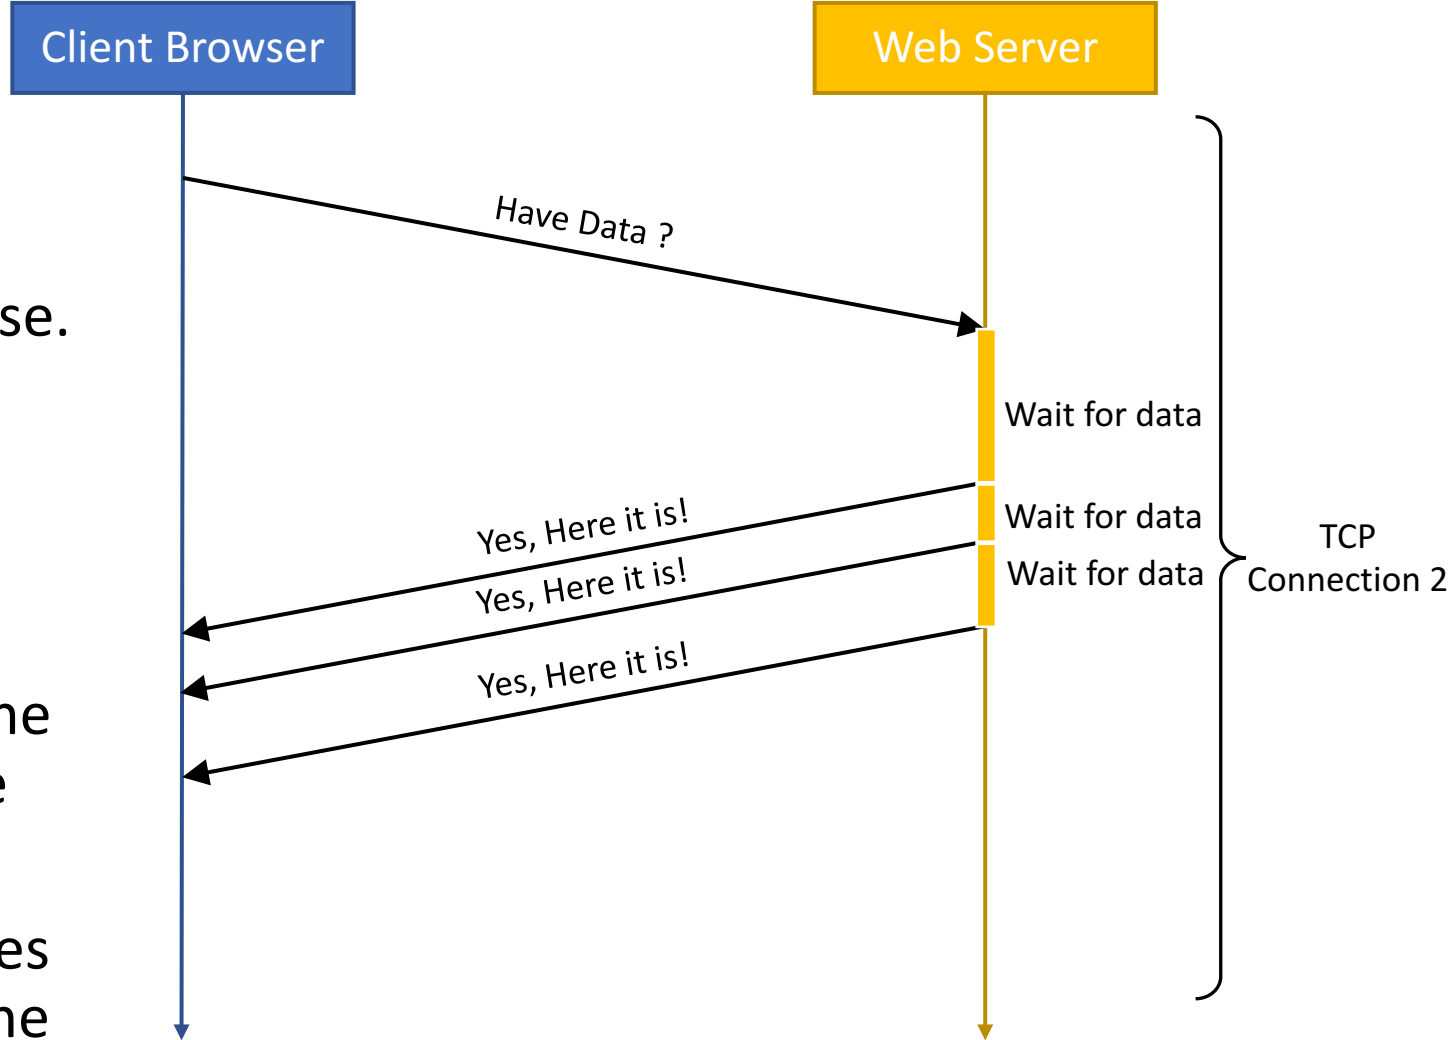 Client Browser
Web Server
Have Data ?
se.
Wait for data
Yes, Here it is!
Wait for data
Yes, Here it is!
Wait for data
TCP
Connection 2
Yes, Here it is!
ne
e
es
ne